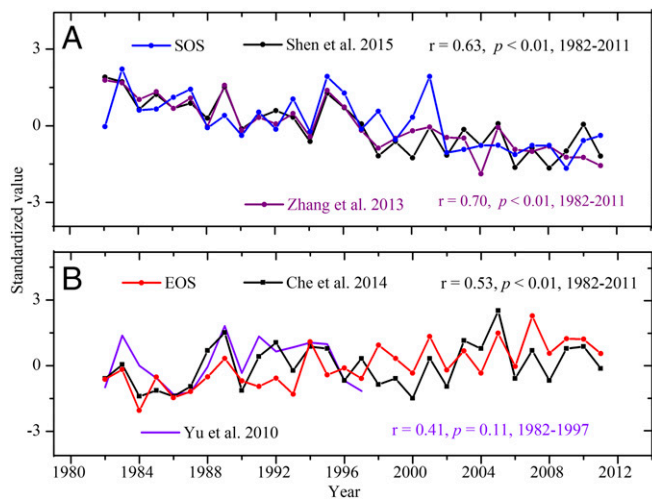 A
SOS
Shen et al. 2015
r = 0.63, p < 0.01, 1982-2011
3
0
-3
Zhang et al. 2013
r = 0.70, p < 0.01, 1982-2011
Standardized value
B
EOS
Che et al. 2014
r = 0.53, p < 0.01, 1982-2011
3
0
-3
Yu et al. 2010
r = 0.41, p = 0.11, 1982-1997
1980 1984 1988 1992 1996 2000 2004 2008 2012
Year